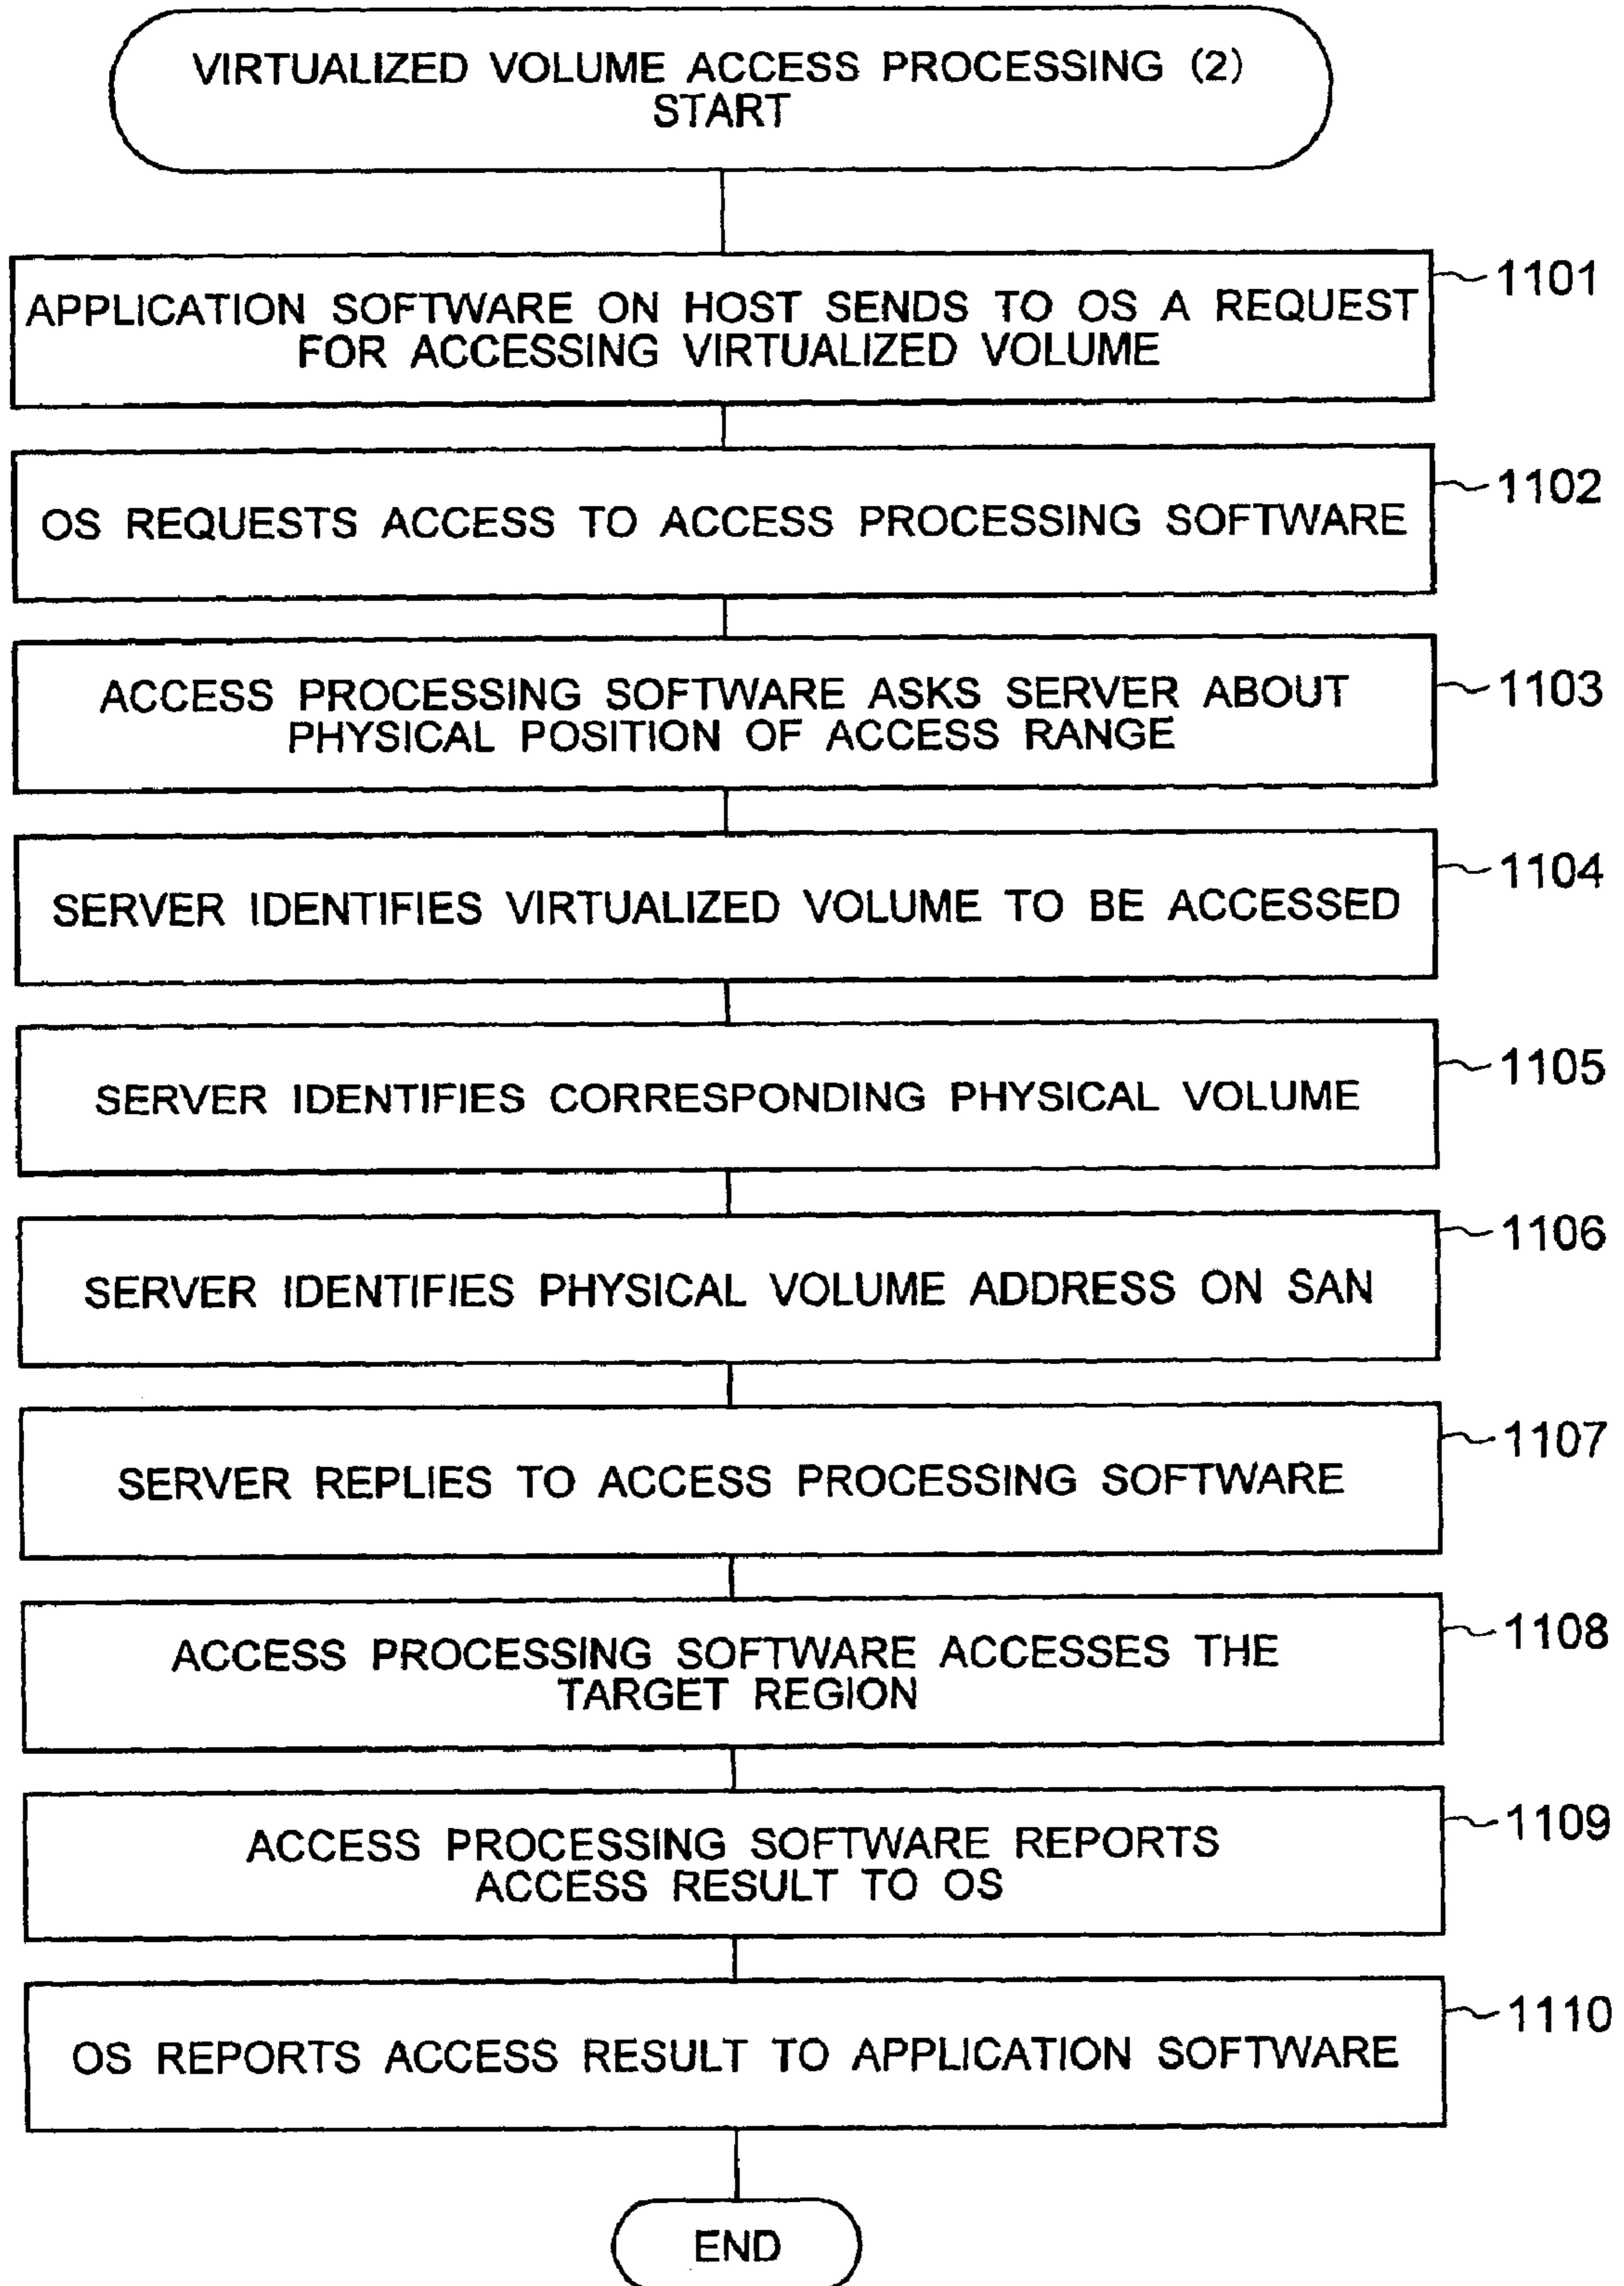 VIRTUALIZED VOLUME ACCESS PROCESSING (2)
START
1101
APPLICATION SOFTWARE ON HOST SENDS TO OS A REQUEST
FOR ACCESSING VIRTUALIZED VOLUME
1102
OS REQUESTS ACCESS TO ACCESS PROCESSING SOFTWARE
1103
ACCESS PROCESSING SOFTWARE ASKS SERVER ABOUT
PHYSICAL POSITION OF ACCESS RANGE
1104
SERVER IDENTIFIES VIRTUALIZED VOLUME TO BE ACCESSED
1105
SERVER IDENTIFIES CORRESPONDING PHYSICAL VOLUME
1106
SERVER IDENTIFIES PHYSICAL VOLUME ADDRESS ON SAN
1107
SERVER REPLIES TO ACCESS PROCESSING SOFTWARE
1108
ACCESS PROCESSING SOFTWARE ACCESSES THE
TARGET REGION
1109
ACCESS PROCESSING SOFTWARE REPORTS
ACCESS RESULT TO OS
1110
OS REPORTS ACCESS RESULT TO APPLICATION SOFTWARE
END